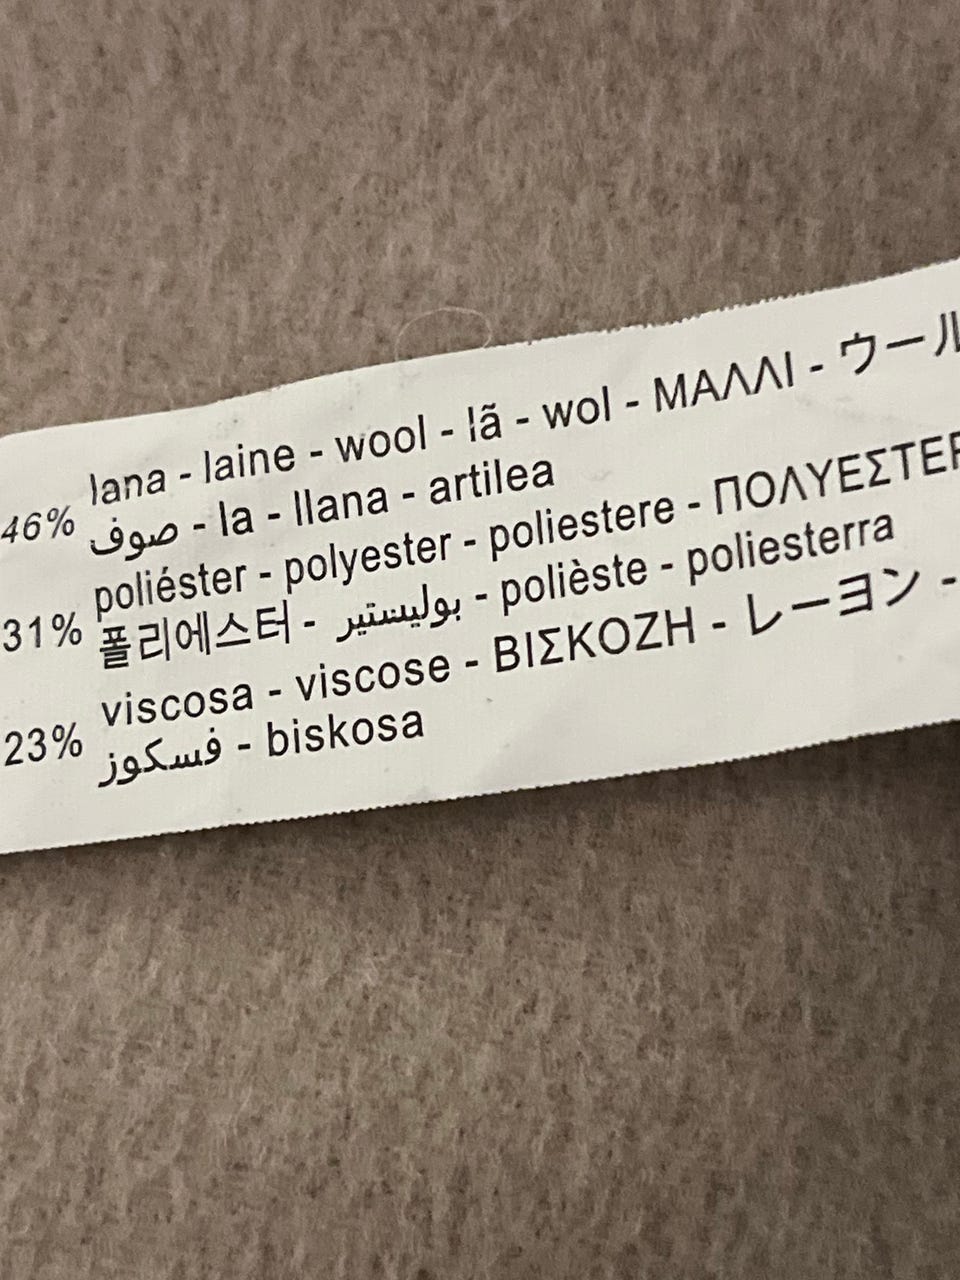 46% lana - laine - wool - lã - wol - ΜΑΛΛΙ - ウール
صوف - la - llana - artilea
31% poliéster - polyester - poliestere - ΠΟΛΥΕΣΤΕΡ
폴리에스터 - بوليستير - polièste - poliesterra
23% viscosa - viscose - ΒΙΣΚΟΖΗ - レーヨン -
فسكوز - biskosa